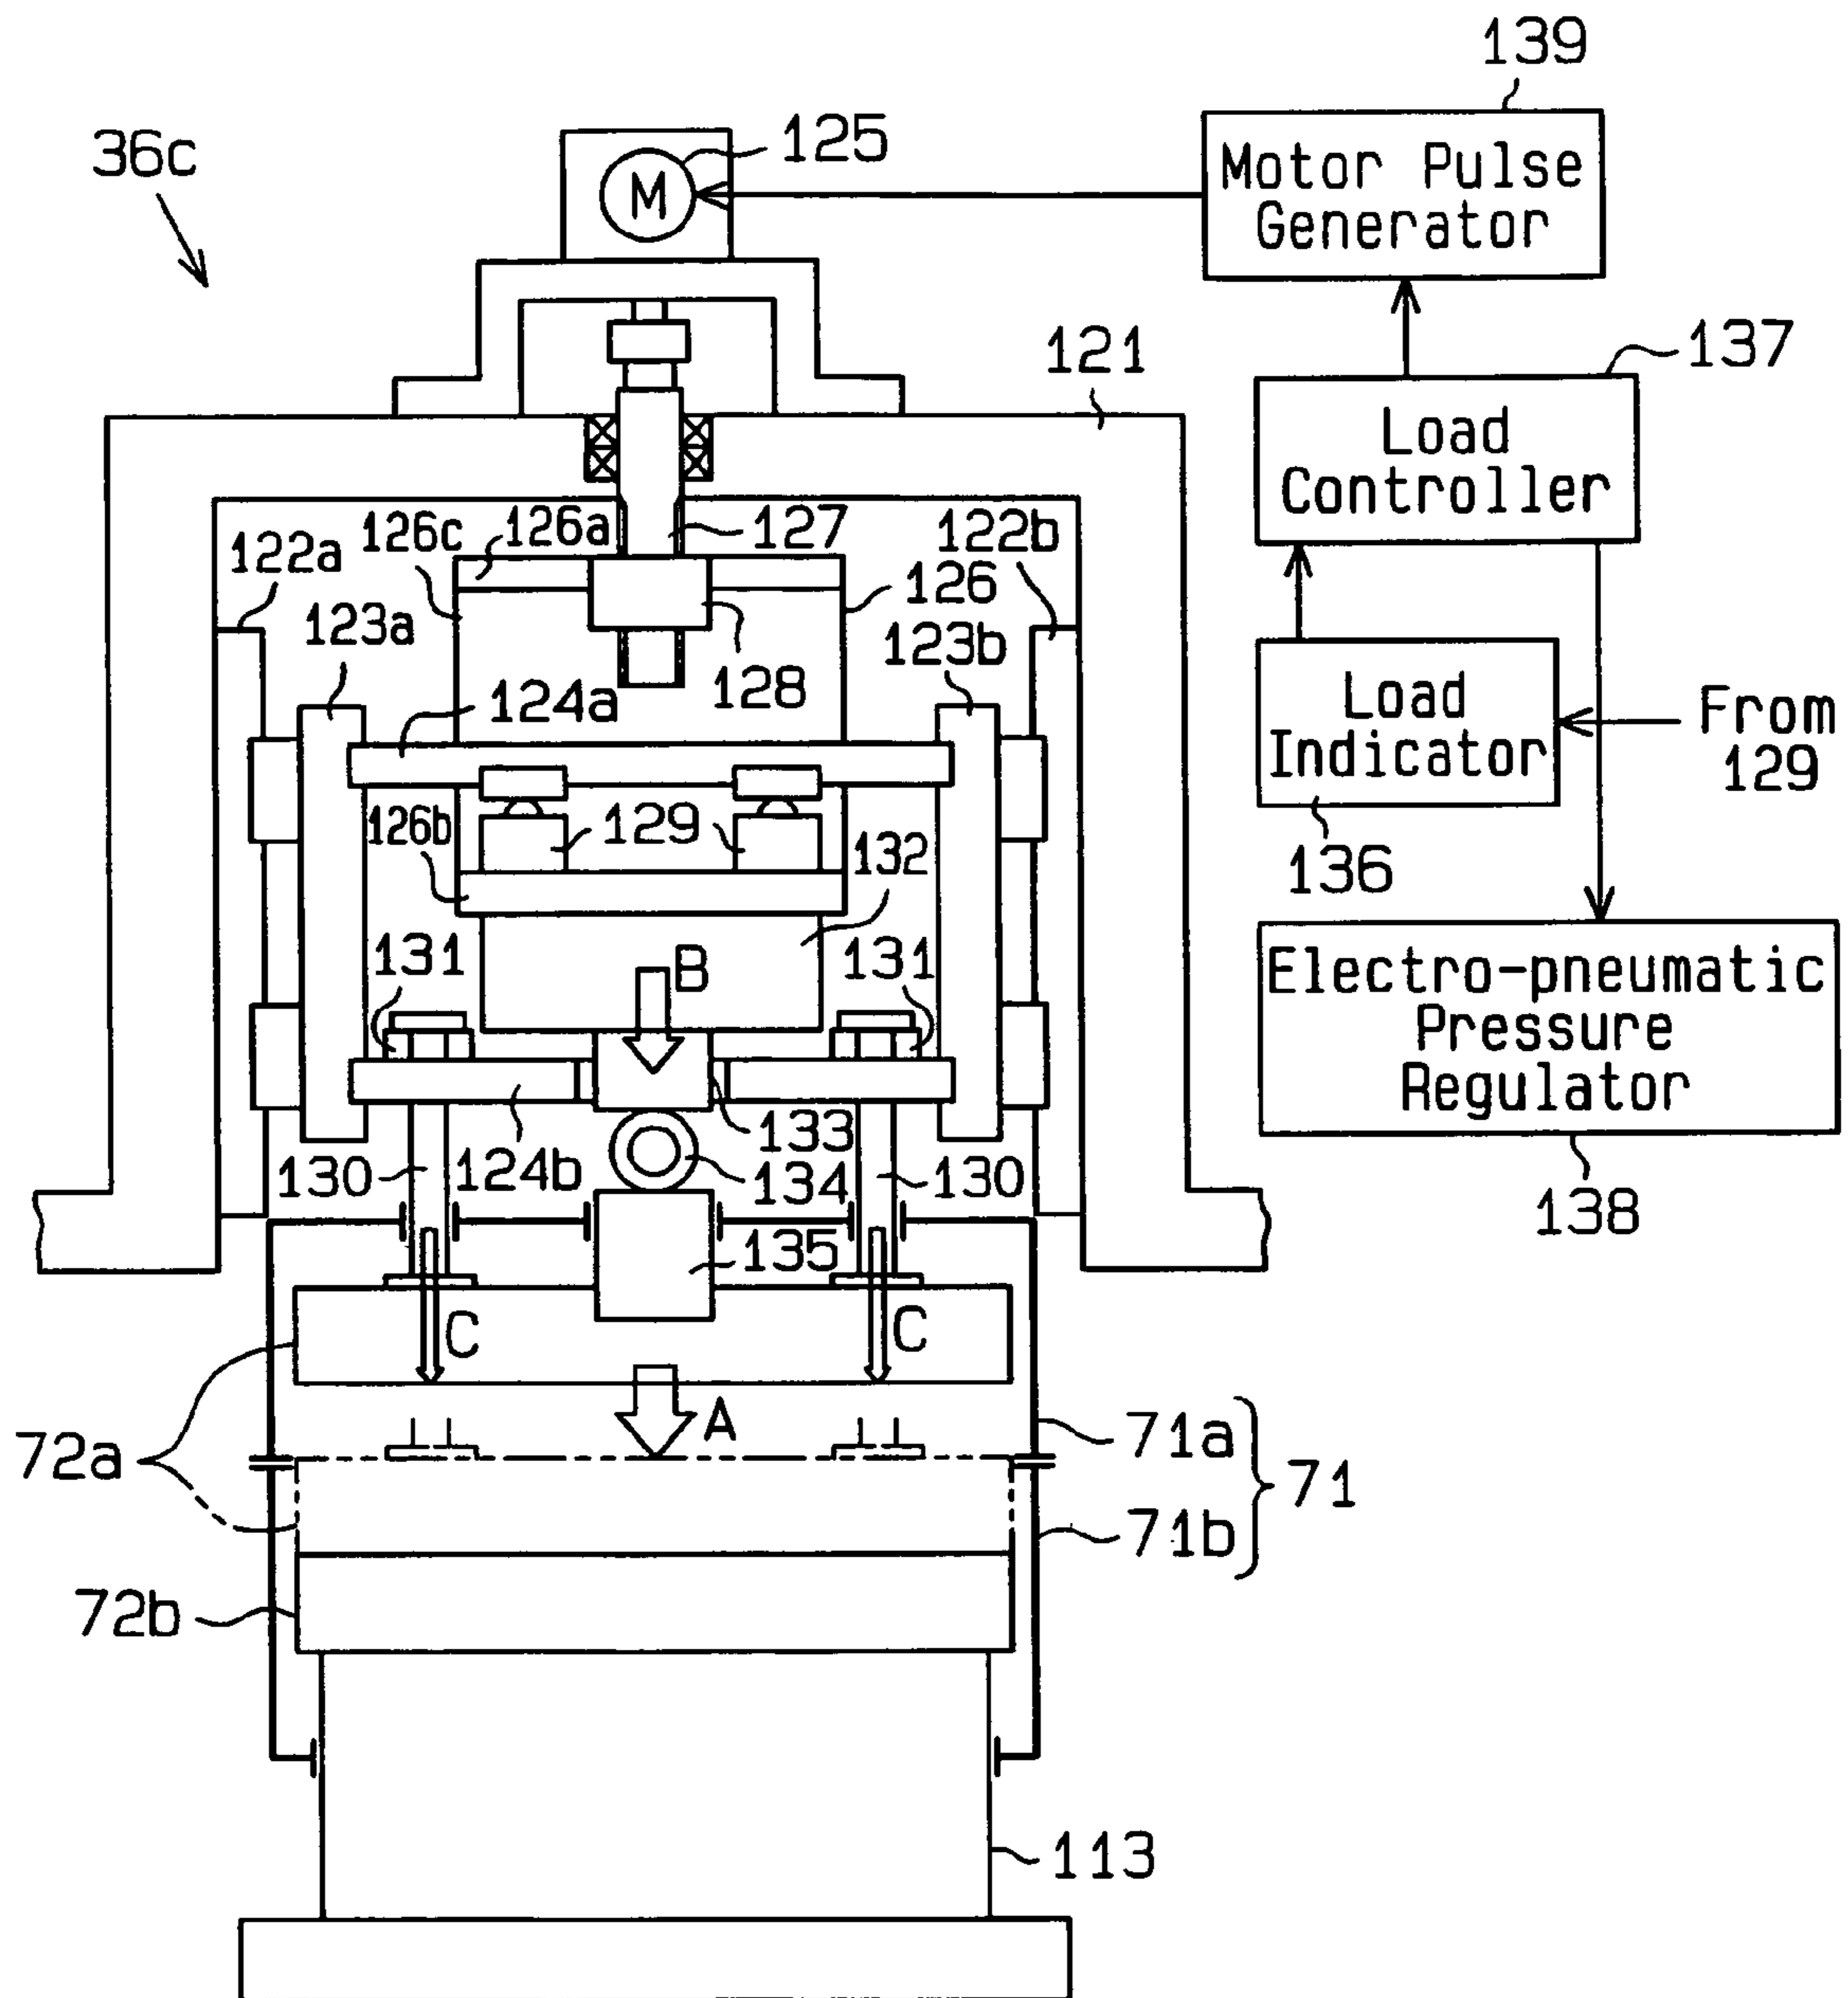 139
36c
125
M
Motor Pulse
Generator
121
137
Load
Controller
126c
126a
127
122b
122a
126
123a
123b
128
124a
Load
Indicator
From
129
126b
129
132
136
131
B
131
Electro-pneumatic
Pressure
Regulator
133
130
124b
134
130
138
135
C
C
A
72a
71a
71
71b
72b
113